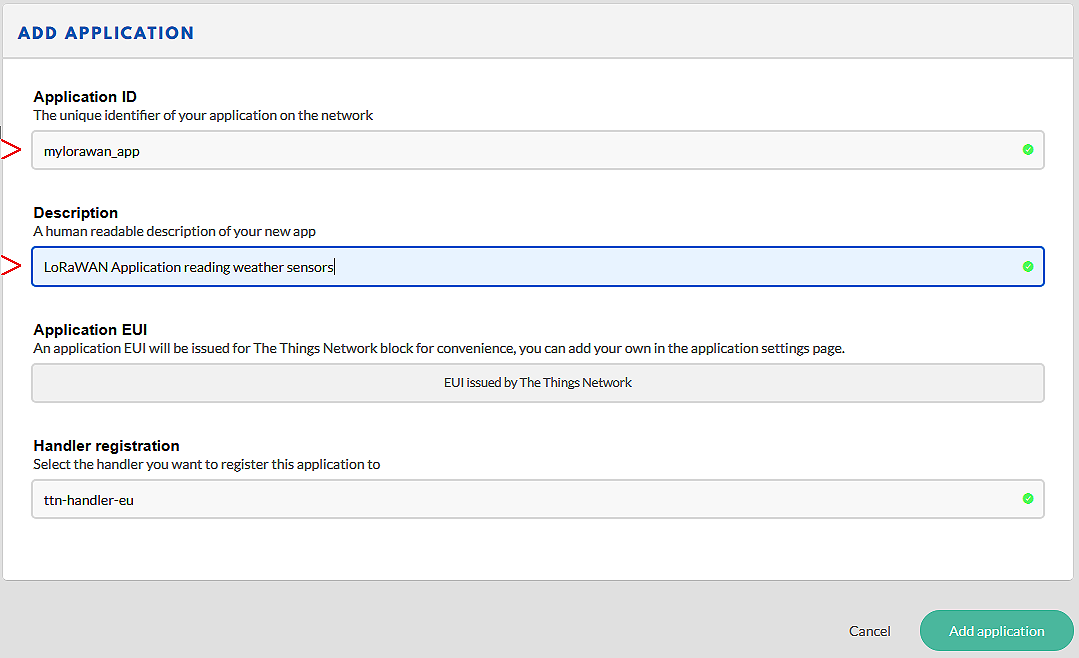 ADD APPLICATION
Application ID
The unique identifier of your application on the network
mylorawan_app
Description
A human readable description of your new app
LoRaWAN Application reading weather sensors
Application EUI
An application EUI will be issued for The Things Network block for convenience, you can add your own in the application settings page.
EUI issued by The Things Network
Handler registration
Select the handler you want to register this application to
ttn-handler-eu
Cancel
Add application